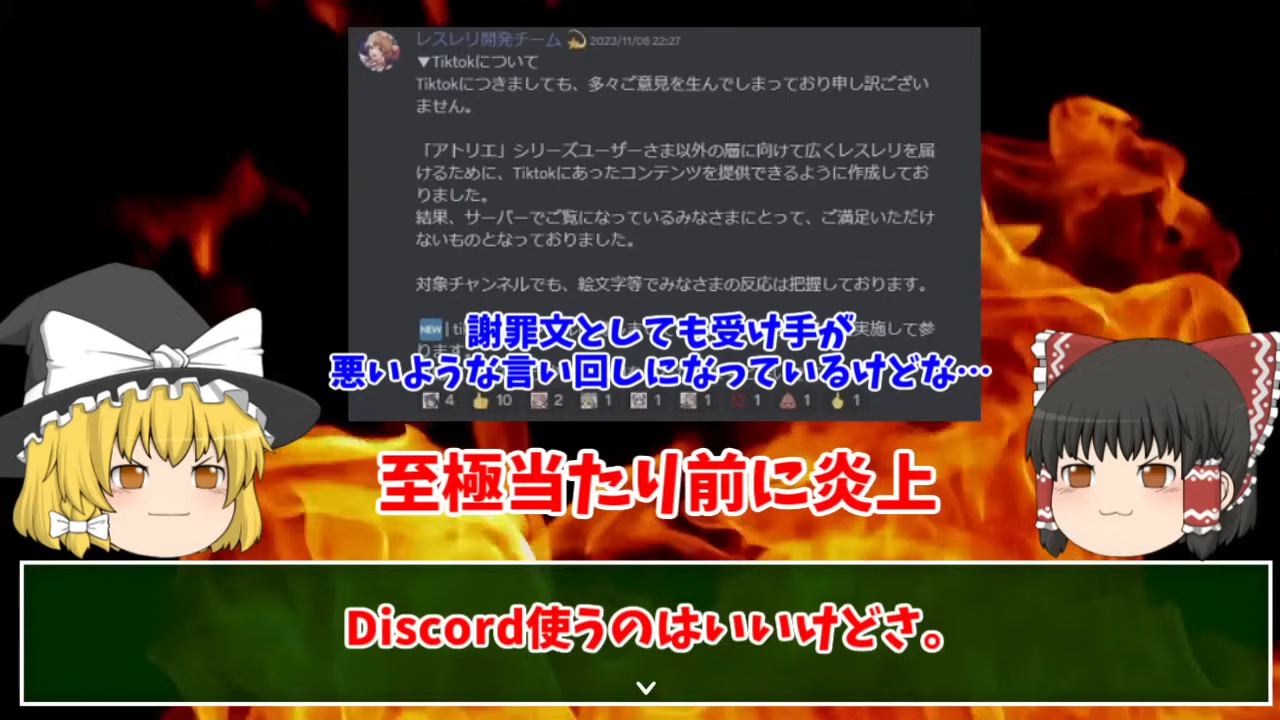 レスレリ開発チーム 2023/11/08 22:27
▼Tiktokについて
Tiktokにつきましても、多々ご意見を生んでしまっており申し訳ござい
ません。
「アトリエ」シリーズユーザーさま以外の層に向けて広くレスレリを届
けるために、Tiktokにあったコンテンツを提供できるように作成してお
りました。
結果、サーバーでご覧になっているみなさまにとって、ご満足いただけ
ないものとなっておりました。
対象チャンネルでも、絵文字等でみなさまの反応は把握しております。
NEW
実施して参
ります
謝罪文としても受け手が
悪いような言い回しになっているけどな…
4 10 2 1 1 1 1 1 1
至極当たり前に炎上
Discord使うのはいいけどさ。